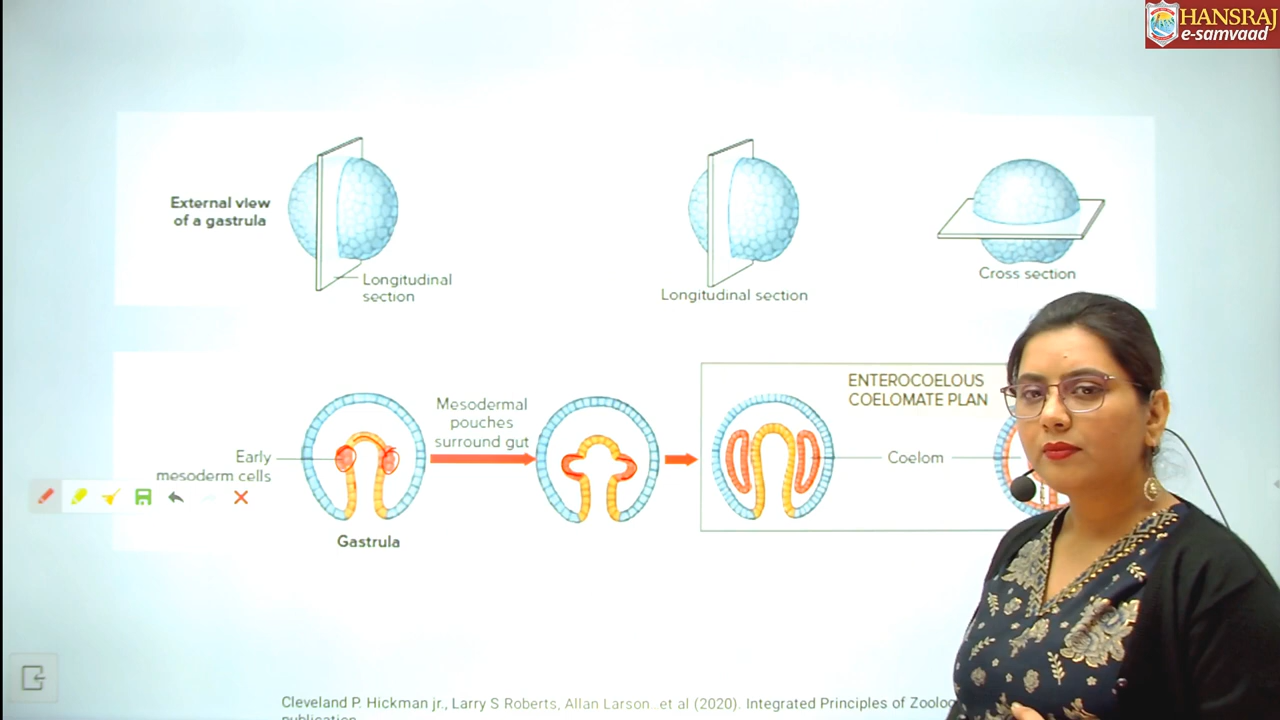 HANSRAJ
e-samvaad
External view
of a gastrula
Longitudinal
section
Longitudinal section
Cross section
Mesodermal
pouches
surround gut
ENTEROCOELOUS
COELOMATE PLAN
Early
mesoderm cells
Coelom
Gastrula
Cleveland P. Hickman jr., Larry S Roberts, Allan Larson et al (2020). Integrated Principles of
publication